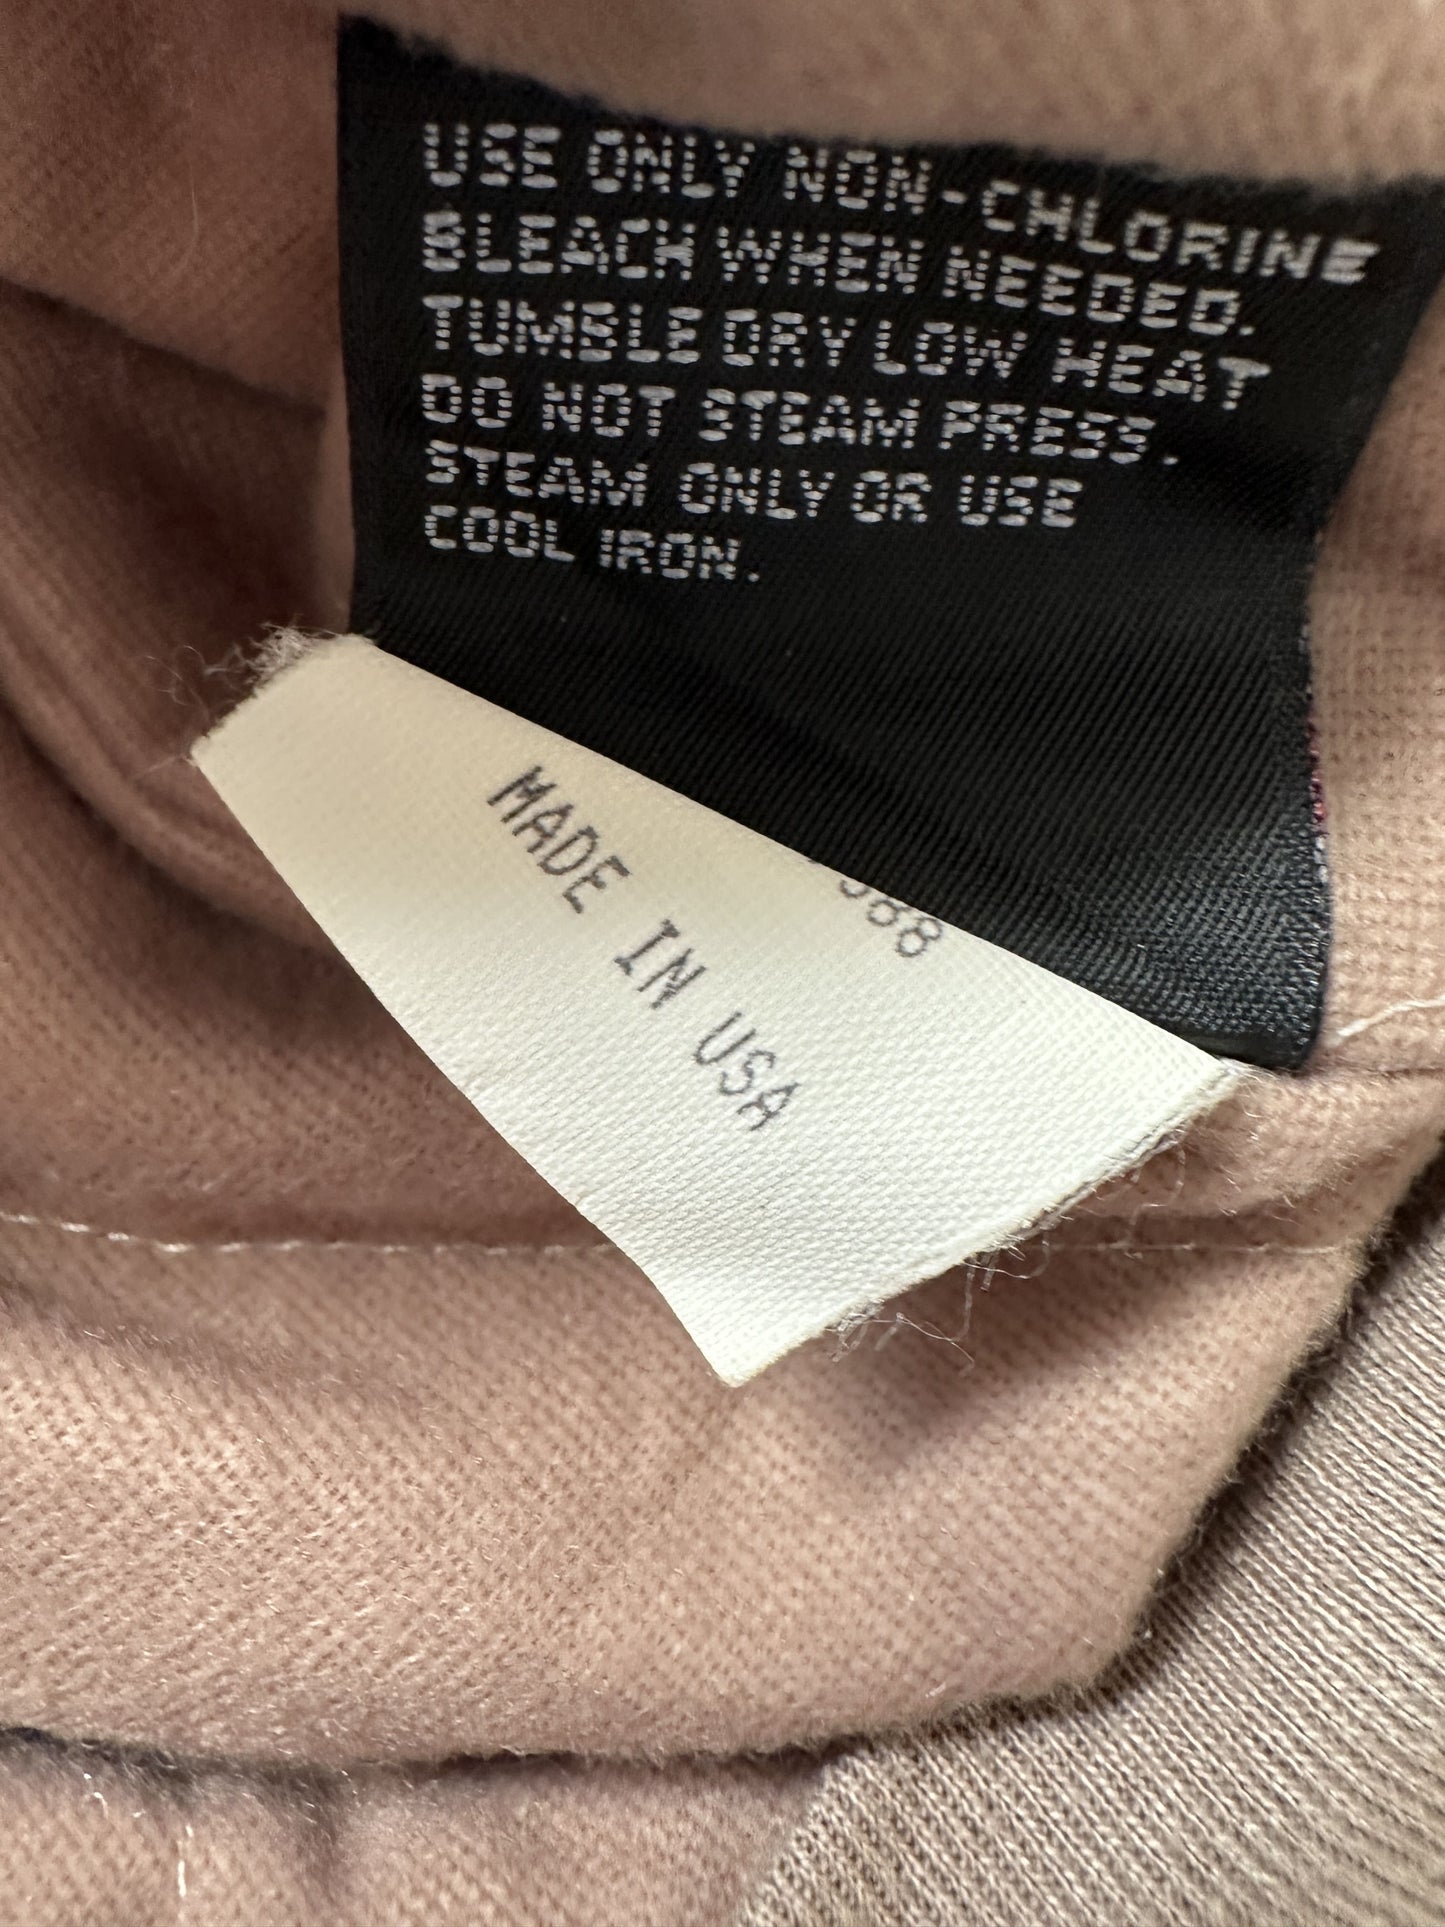 USE ONLY NON-CHLORINE
BLEACH WHEN NEEDED.
TUMBLE DRY LOW HEAT
DO NOT STEAM PRESS.
STEAM ONLY OR USE
COOL IRON.
MADE IN USA